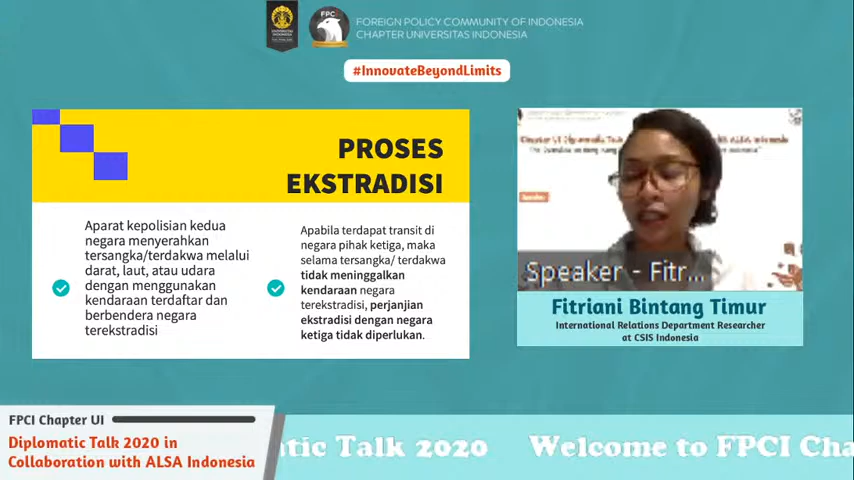 FPC
FOREIGN POLICY COMMUNITY OF INDONESIA
CHAPTER UNIVERSITAS INDONESIA
#InnovateBeyondLimits
PROSES
EKSTRADISI
Aparat kepolisian kedua
negara menyerahkan
tersangka/terdakwa melalui
darat, laut, atau udara
dengan menggunakan
kendaraan terdaftar dan
berbendera negara
terekstradisi
Apabila terdapat transit di
negara pihak ketiga, maka
selama tersangka/ terdakwa
tidak meninggalkan
kendaraan negara
terekstradisi, perjanjian
ekstradisi dengan negara
ketiga tidak diperlukan.
Speaker - Fitr...
Fitriani Bintang Timur
International Relations Department Researcher
at CSIS Indonesia
FPCI Chapter UI
Diplomatic Talk 2020 in
Collaboration with ALSA Indonesia
tic Talk 2020 Welcome to FPCI Cha